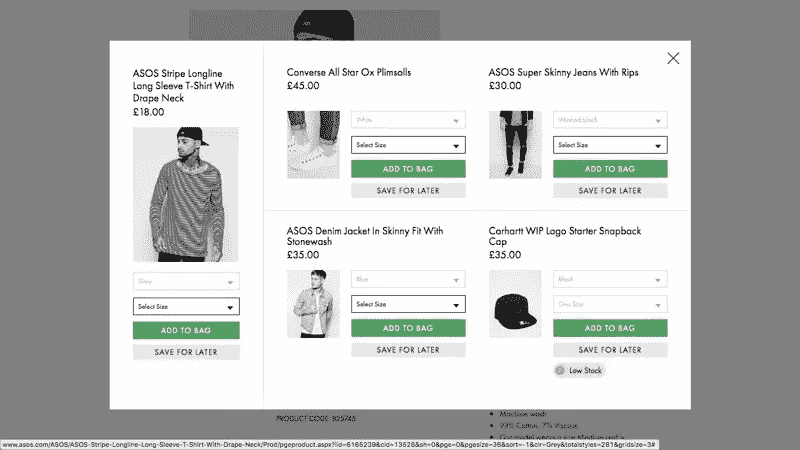 ASOS Stripe Longline
Long Sleeve T-Shirt With
Drape Neck
£18.00
Grey
Select Size
ADD TO BAG
SAVE FOR LATER
Converse All Star Ox Plimsolls
£45.00
White
Select Size
ADD TO BAG
SAVE FOR LATER
ASOS Super Skinny Jeans With Rips
£30.00
Washed black
Select Size
ADD TO BAG
SAVE FOR LATER
ASOS Denim Jacket In Skinny Fit With
Stonewash
£35.00
Blue
Select Size
ADD TO BAG
SAVE FOR LATER
Carhartt WIP Logo Starter Snapback
Cap
£35.00
Black
One Size
ADD TO BAG
SAVE FOR LATER
Low Stock
PRODUCT CODE: 825745
Machine wash
93% Cotton, 7% Viscose
www.asos.com/ASOS/ASOS-Stripe-Longline-Long-Sleeve-T-Shirt-With-Drape-Neck/Prod/pgeproduct.aspx?iid=6165239&cid=13528&sh=0&pge=0&pgesize=36&sort=-1&clr=Grey&totalstyles=281&gridsize=3#